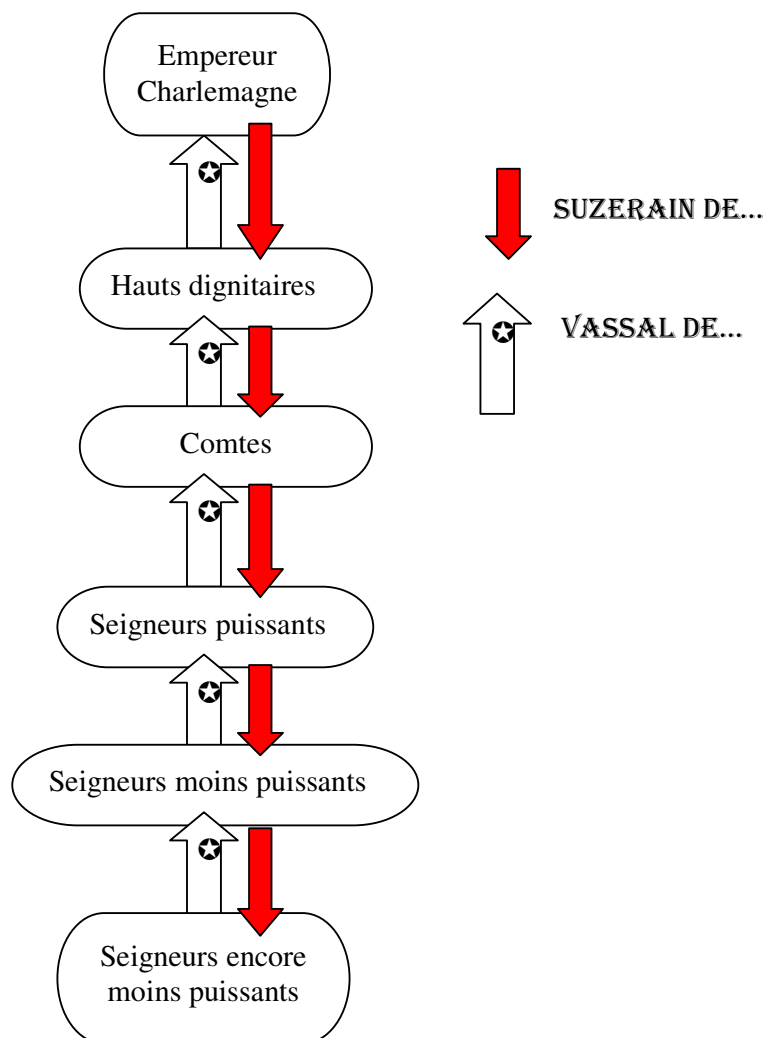 Empereur
Charlemagne
SUZERAIN DE...
Hauts dignitaires
VASSAL DE...
Comtes
Seigneurs puissants
Seigneurs moins puissants
Seigneurs encore
moins puissants